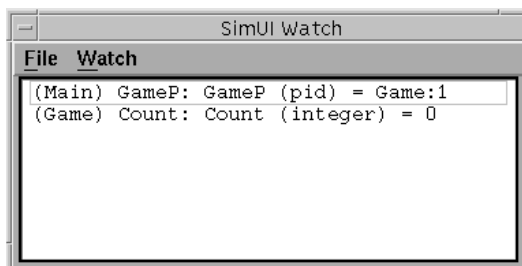 SimUI Watch
File Watch
(Main) GameP: GameP (pid) = Game:1
(Game) Count: Count (integer) = 0